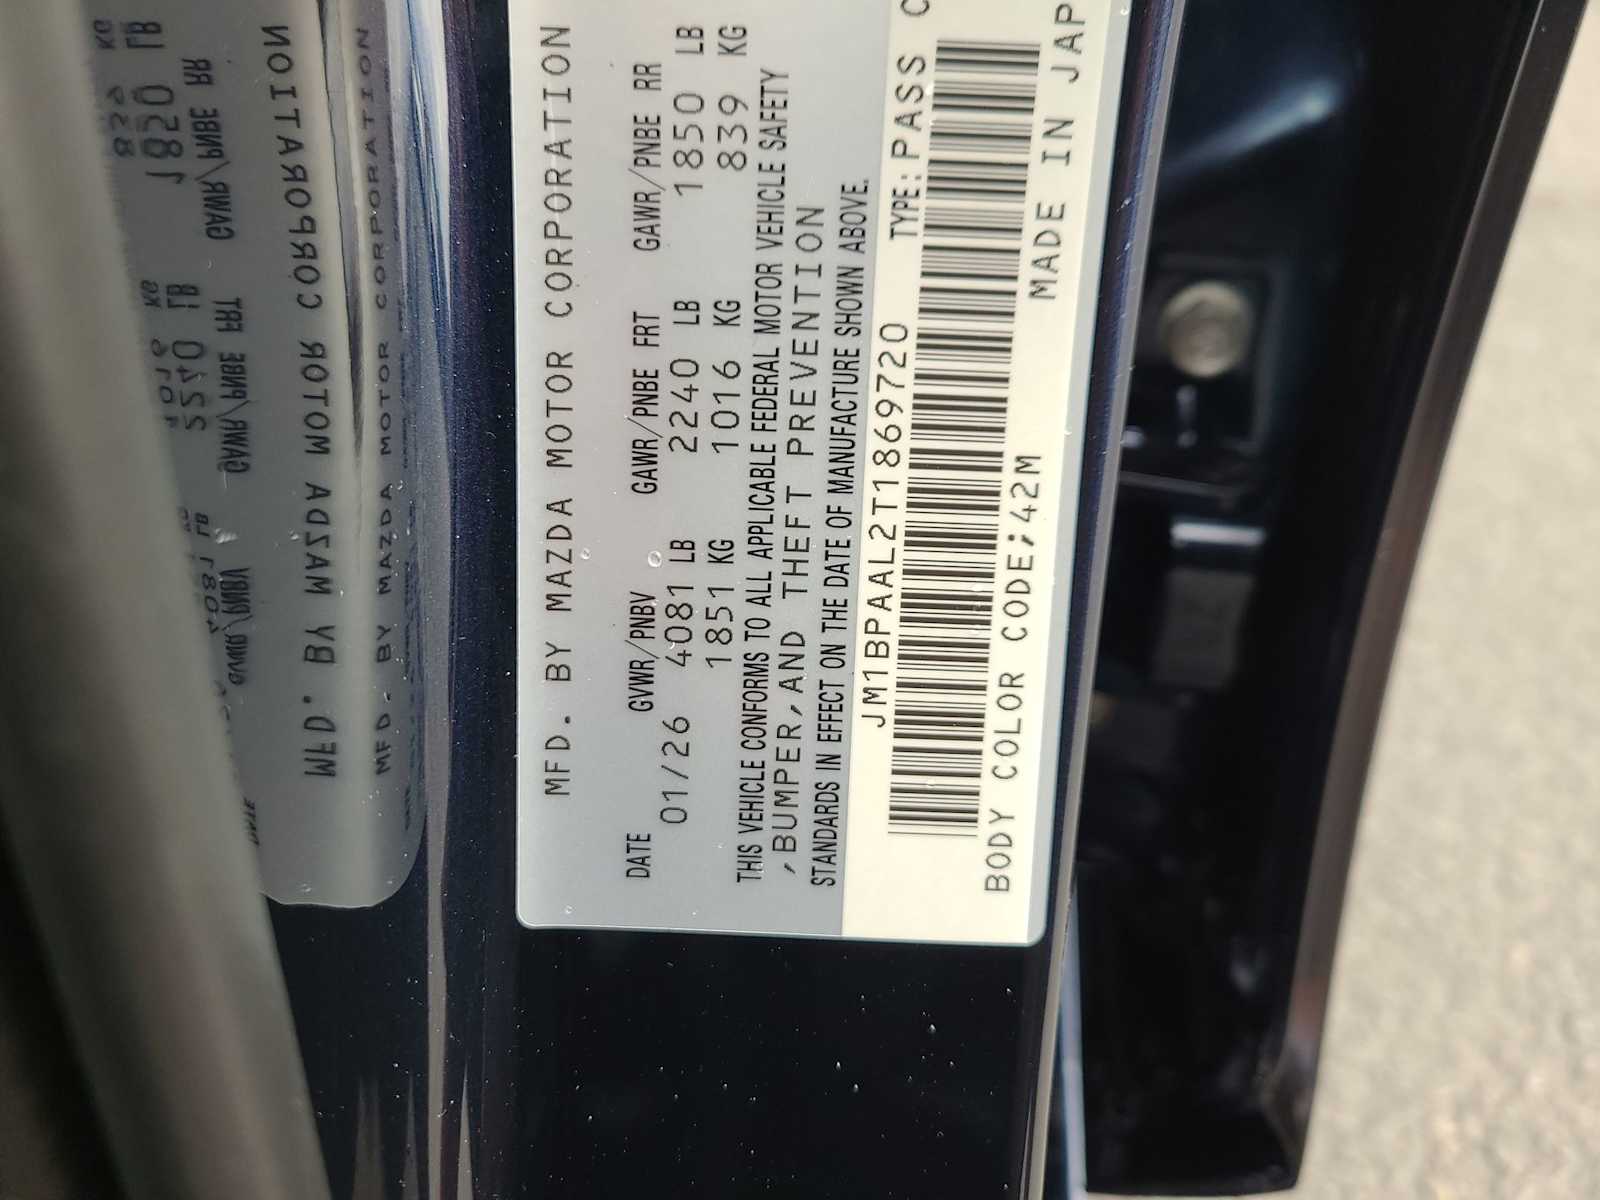 MFD. BY MAZDA MOTOR CORPORATION
DATE GVWR/PNBV GAWR/PNBE FRT GAWR/PNBE RR
01/26 4081 LB 2240 LB 1850 LB
1851 KG 1016 KG 839 KG
THIS VEHICLE CONFORMS TO ALL APPLICABLE FEDERAL MOTOR VEHICLE SAFETY
,BUMPER,AND THEFT PREVENTION
STANDARDS IN EFFECT ON THE DATE OF MANUFACTURE SHOWN ABOVE.
JM1BPAAL2T1869720 TYPE:PASS C
BODY COLOR CODE;42M MADE IN JAP